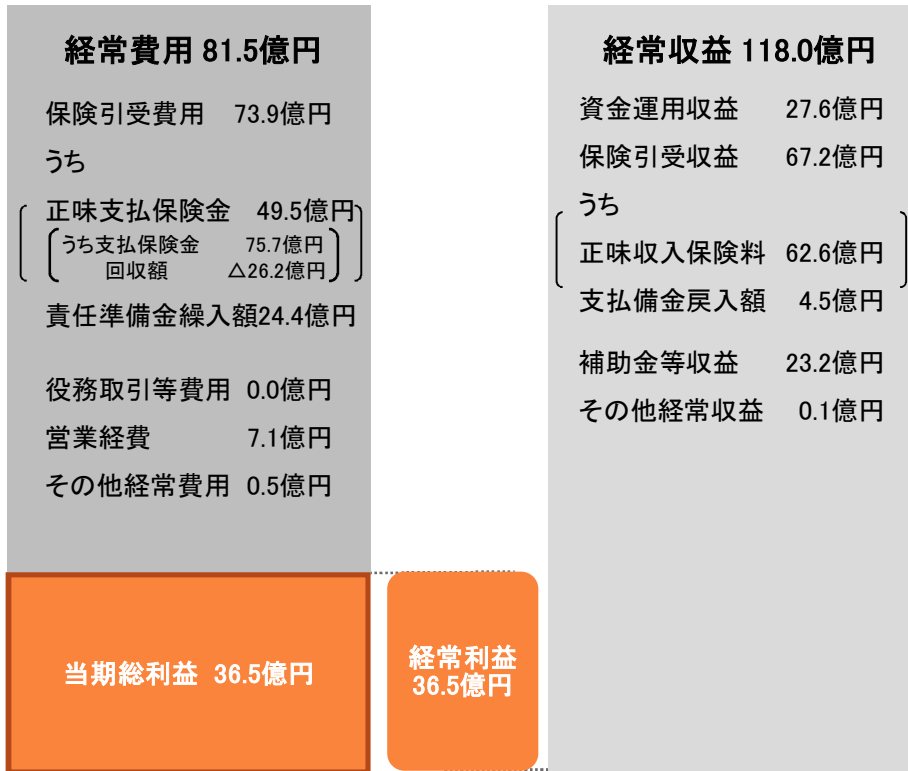 経常費用 81.5億円
保険引受費用 73.9億円
うち
正味支払保険金 49.5億円
うち支払保険金 75.7億円
回収額 △26.2億円
責任準備金繰入額24.4億円
役務取引等費用 0.0億円
営業経費 7.1億円
その他経常費用 0.5億円
当期総利益 36.5億円
経常利益
36.5億円
経常収益 118.0億円
資金運用収益 27.6億円
保険引受収益 67.2億円
うち
正味収入保険料 62.6億円
支払備金戻入額 4.5億円
補助金等収益 23.2億円
その他経常収益 0.1億円